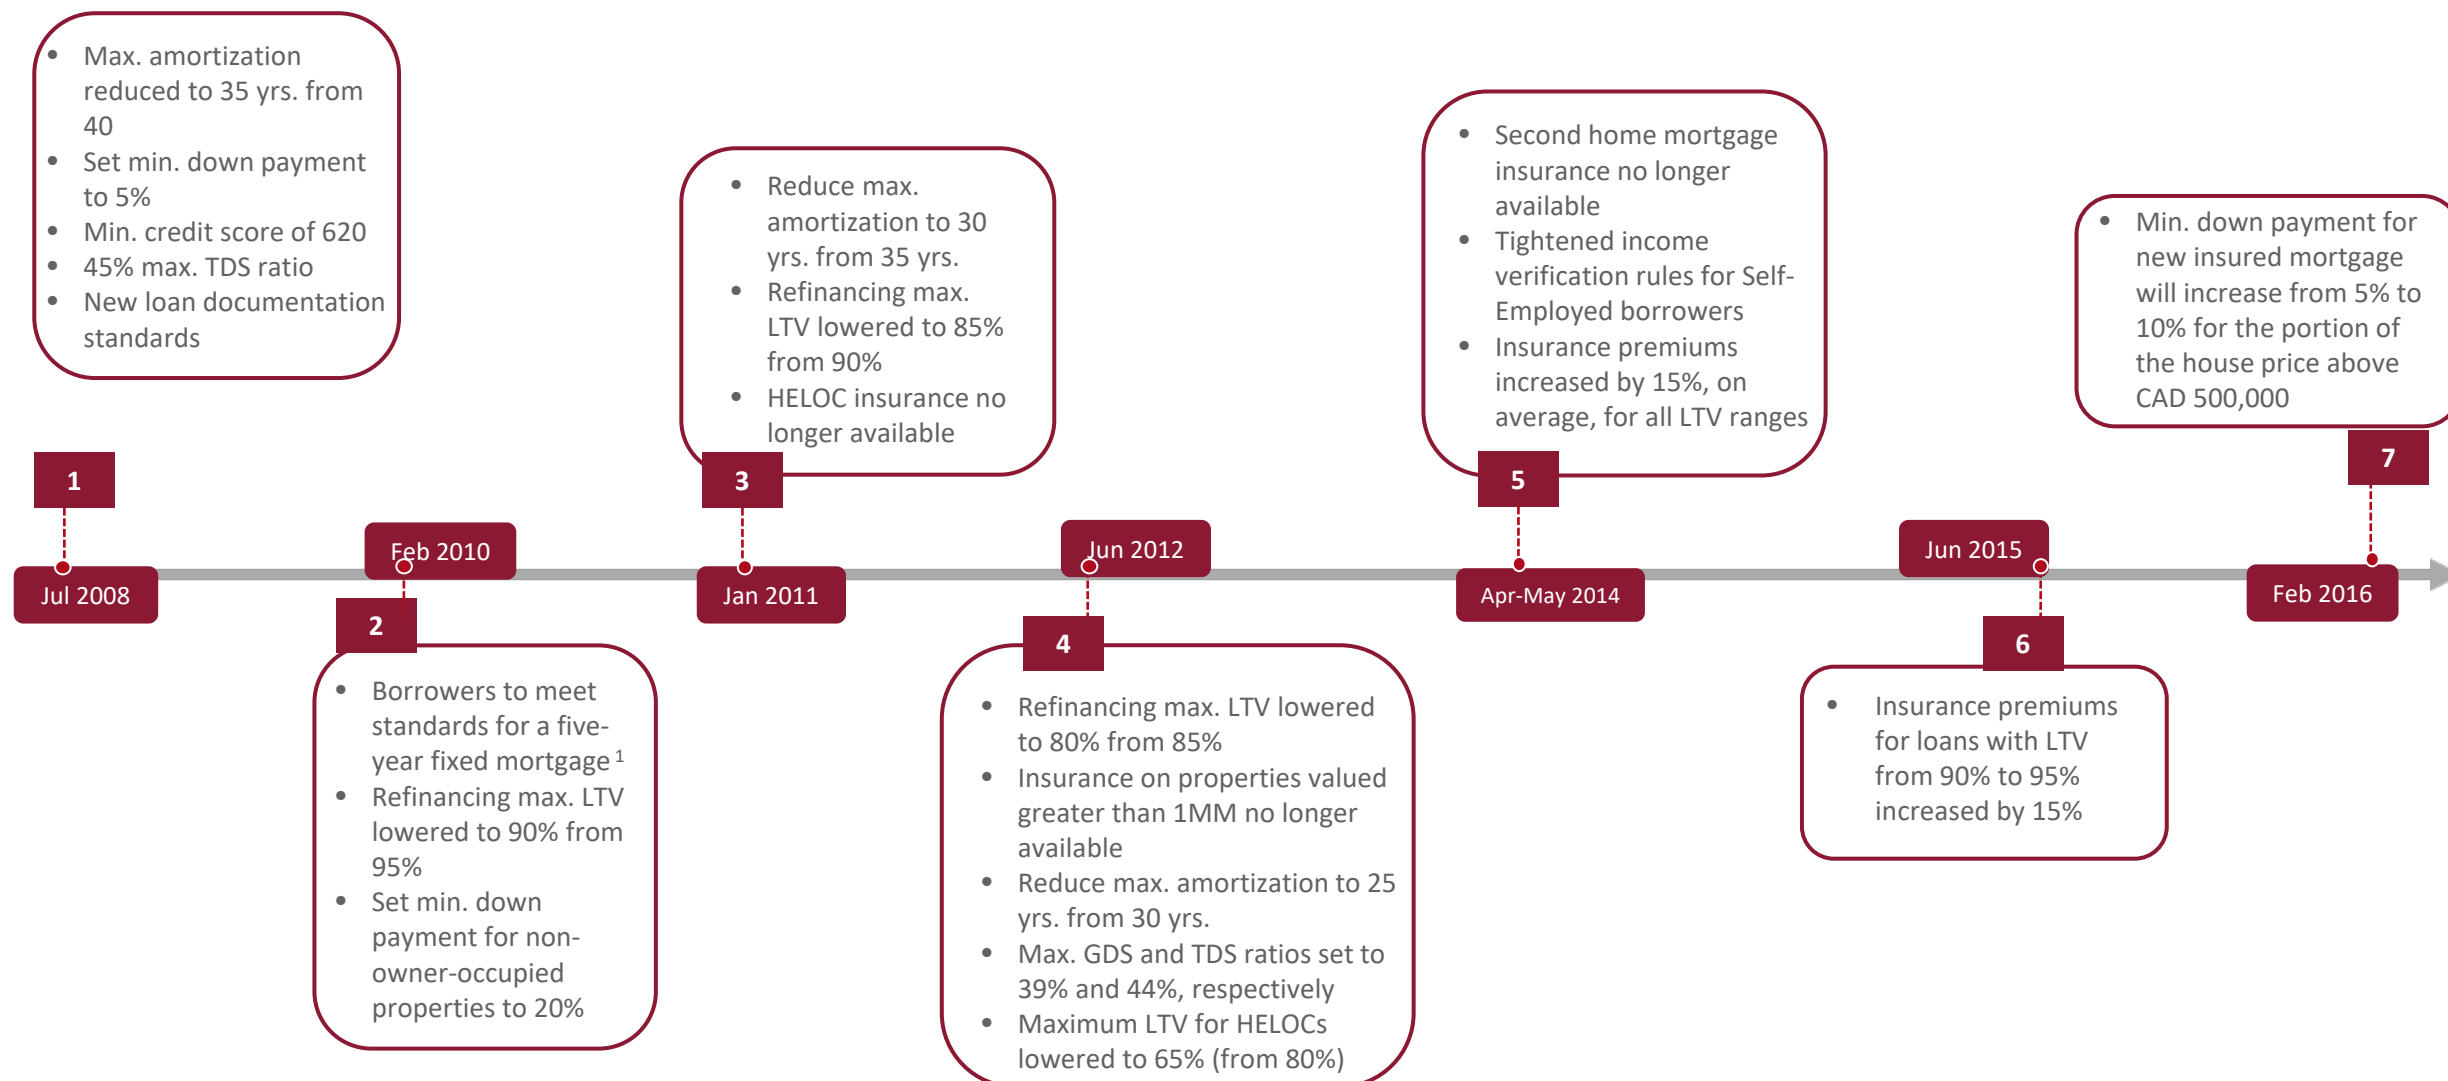 • Max. amortization
reduced to 35 yrs. from
40
• Set min. down payment
to 5%
• Min. credit score of 620
• 45% max. TDS ratio
• New loan documentation
standards
1
Jul 2008
Feb 2010
2
• Borrowers to meet
standards for a five-
year fixed mortgage 1
• Refinancing max. LTV
lowered to 90% from
95%
• Set min. down
payment for non-
owner-occupied
properties to 20%
• Reduce max.
amortization to 30
yrs. from 35 yrs.
• Refinancing max.
LTV lowered to 85%
from 90%
• HELOC insurance no
longer available
3
Jan 2011
Jun 2012
4
• Refinancing max. LTV lowered
to 80% from 85%
• Insurance on properties valued
greater than 1MM no longer
available
• Reduce max. amortization to 25
yrs. from 30 yrs.
• Max. GDS and TDS ratios set to
39% and 44%, respectively
• Maximum LTV for HELOCs
lowered to 65% (from 80%)
• Second home mortgage
insurance no longer
available
• Tightened income
verification rules for Self-
Employed borrowers
• Insurance premiums
increased by 15%, on
average, for all LTV ranges
5
Apr-May 2014
Jun 2015
6
• Insurance premiums
for loans with LTV
from 90% to 95%
increased by 15%
• Min. down payment for
new insured mortgage
will increase from 5% to
10% for the portion of
the house price above
CAD 500,000
7
Feb 2016